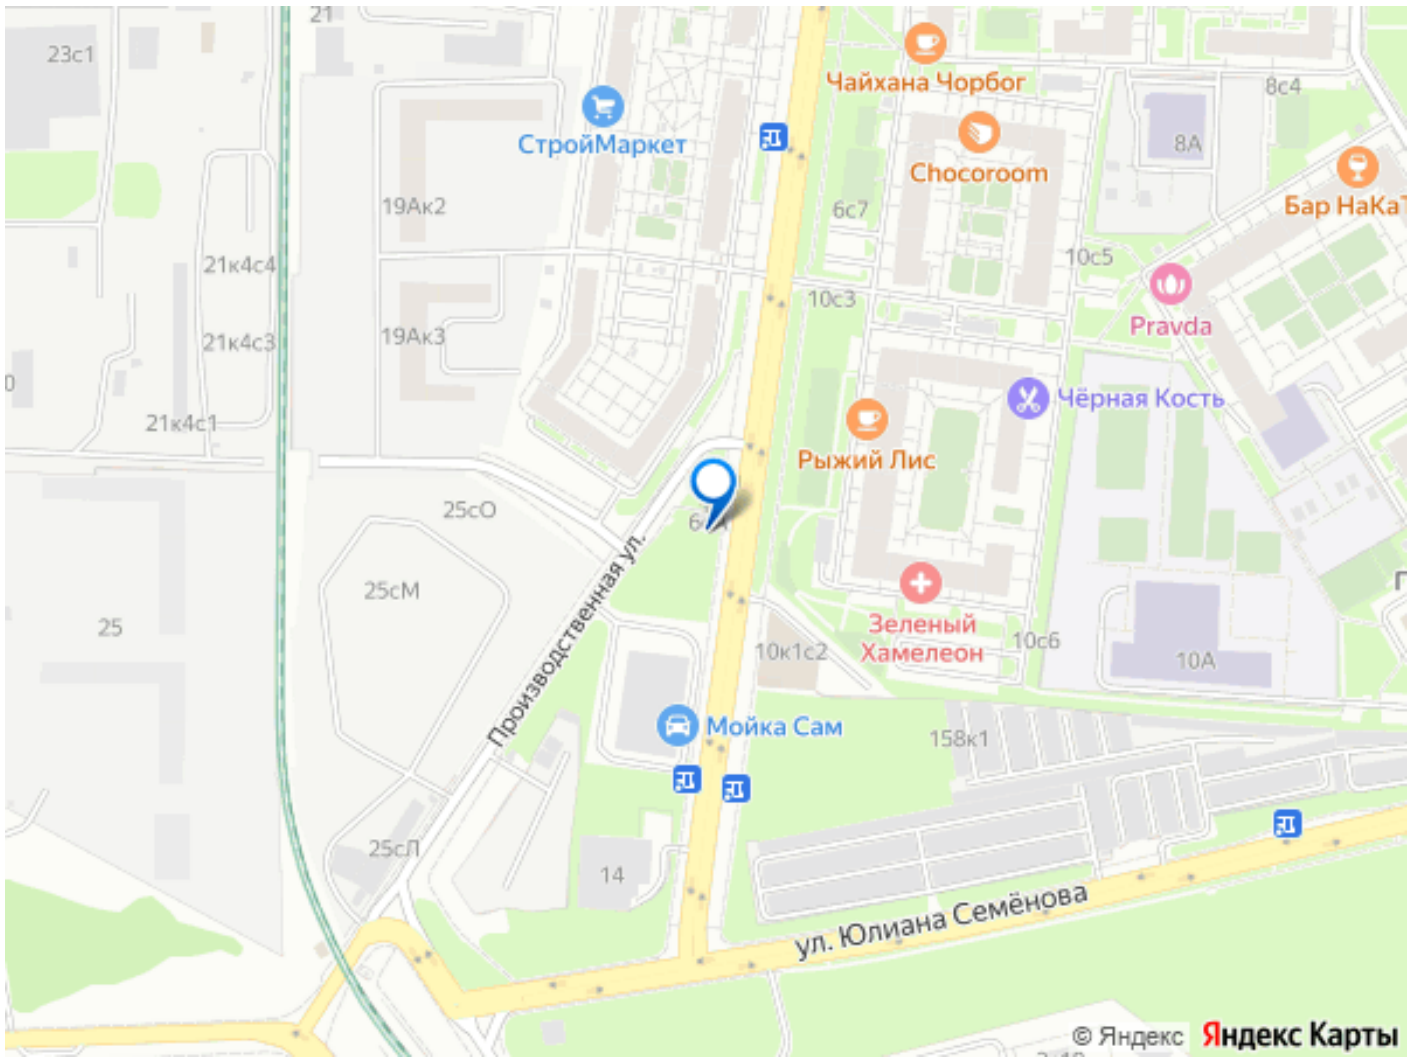 21
23с1
8с4
Чайхана Чорбог
СтройМаркет
8А
Chocoroom
19Ак2
6с7
Бар НаКаТ
21к4с4
10с5
10с3
Pravda
21к4с3
19Ак3
0
Чёрная Кость
21к4с1
Рыжий Лис
25сО
25сМ
Производственная ул.
25
Зеленый
Хамелеон
10с6
10к1с2
10А
Мойка Сам
158к1
25сЛ
14
ул. Юлиана Семёнова
© Яндекс Яндекс Карты